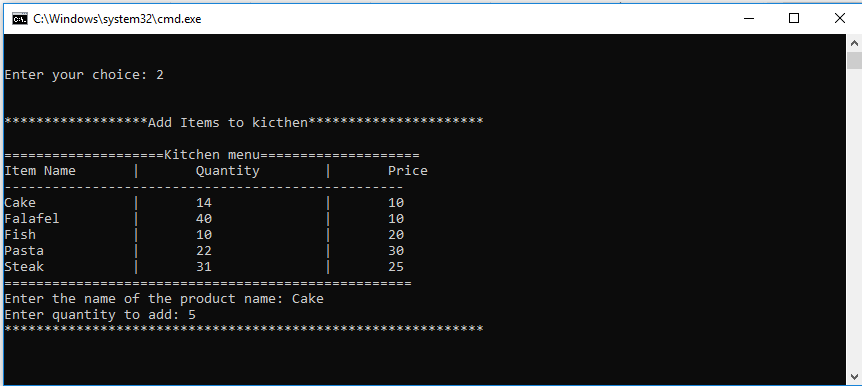 C:\Windows\system32\cmd.exe
Enter your choice: 2
******************Add Items to kicthen**********************
====================Kitchen menu====================
Item Name | Quantity | Price
--------------------------------------------------
Cake | 14 | 10
Falafel | 40 | 10
Fish | 10 | 20
Pasta | 22 | 30
Steak | 31 | 25
===================================================
Enter the name of the product name: Cake
Enter quantity to add: 5
************************************************************